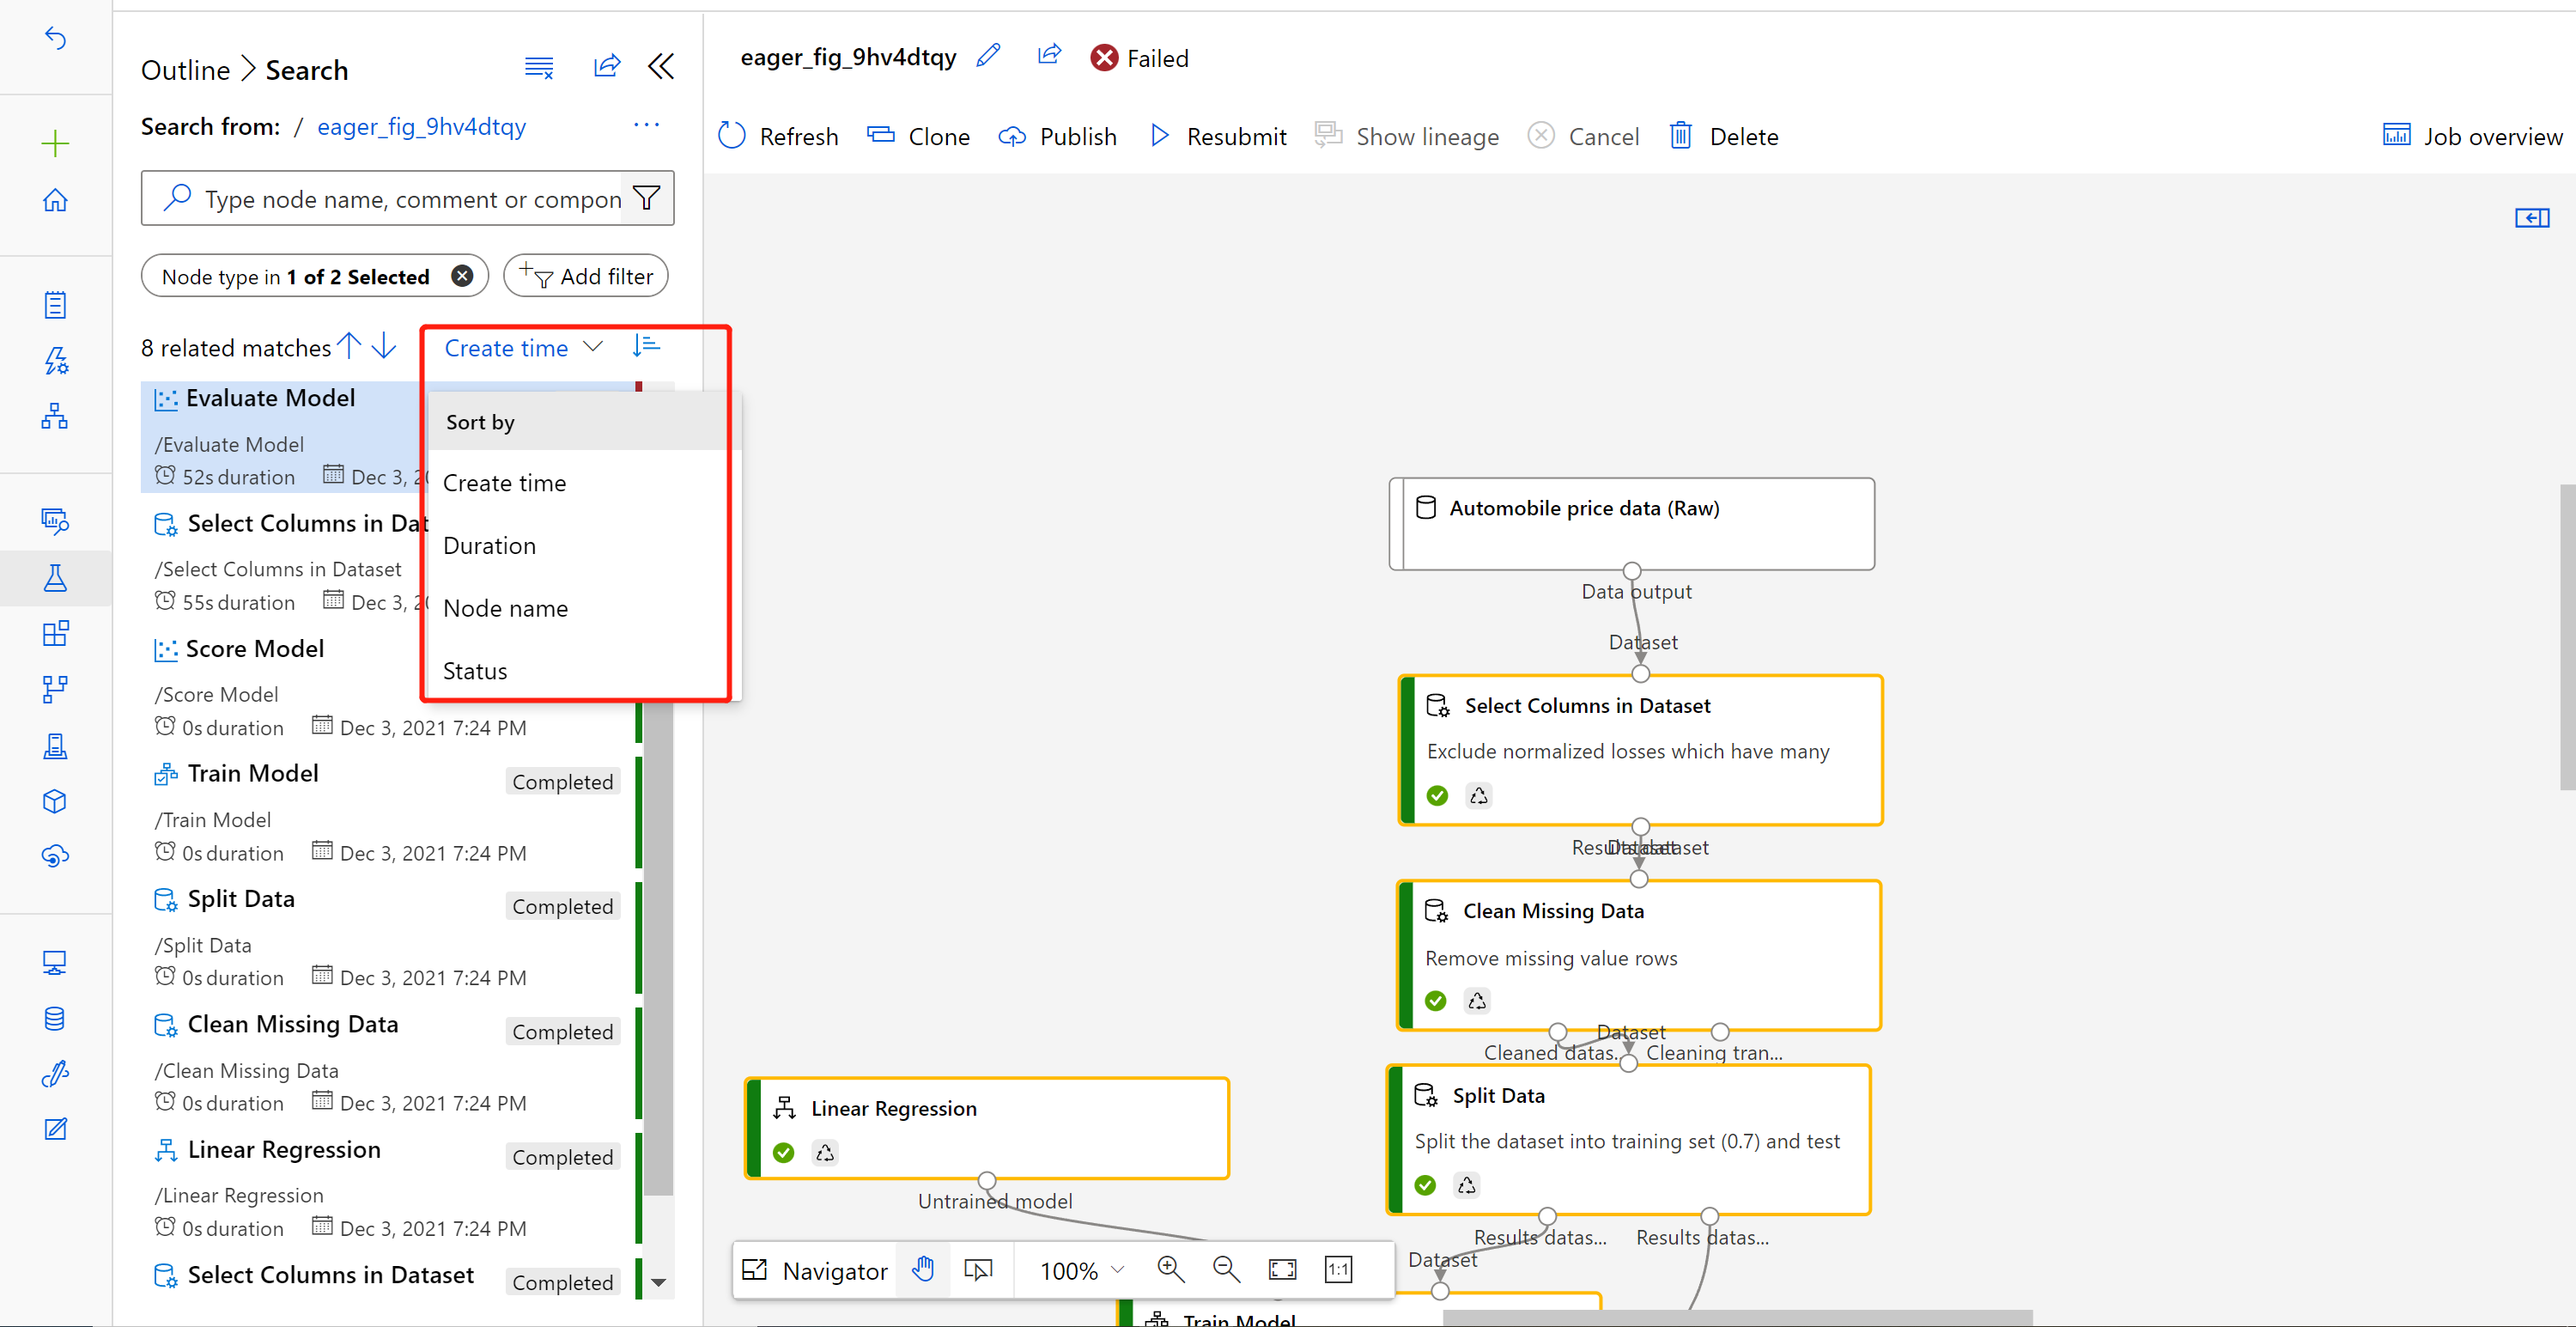 Outline > Search
Search from: / eager_fig_9hv4dtqy ...
Type node name, comment or compon
Node type in 1 of 2 Selected
Add filter
8 related matches
Create time
Sort by
Create time
Duration
Node name
Status
Evaluate Model
/Evaluate Model
52s duration Dec 3, 20
Select Columns in Dat
/Select Columns in Dataset
55s duration Dec 3, 20
Score Model
/Score Model
0s duration Dec 3, 2021 7:24 PM
Train Model Completed
/Train Model
0s duration Dec 3, 2021 7:24 PM
Split Data Completed
/Split Data
0s duration Dec 3, 2021 7:24 PM
Clean Missing Data Completed
/Clean Missing Data
0s duration Dec 3, 2021 7:24 PM
Linear Regression Completed
/Linear Regression
0s duration Dec 3, 2021 7:24 PM
Select Columns in Dataset Completed
eager_fig_9hv4dtqy Failed
Refresh Clone Publish Resubmit Show lineage Cancel Delete Job overview
Automobile price data (Raw)
Data output
Dataset
Select Columns in Dataset
Exclude normalized losses which have many
Results dataset
Dataset
Clean Missing Data
Remove missing value rows
Dataset
Cleaned datas... Cleaning tran...
Split Data
Split the dataset into training set (0.7) and test
Results datas... Results datas...
Dataset
Linear Regression
Untrained model
Navigator 100% 1:1
Train Model